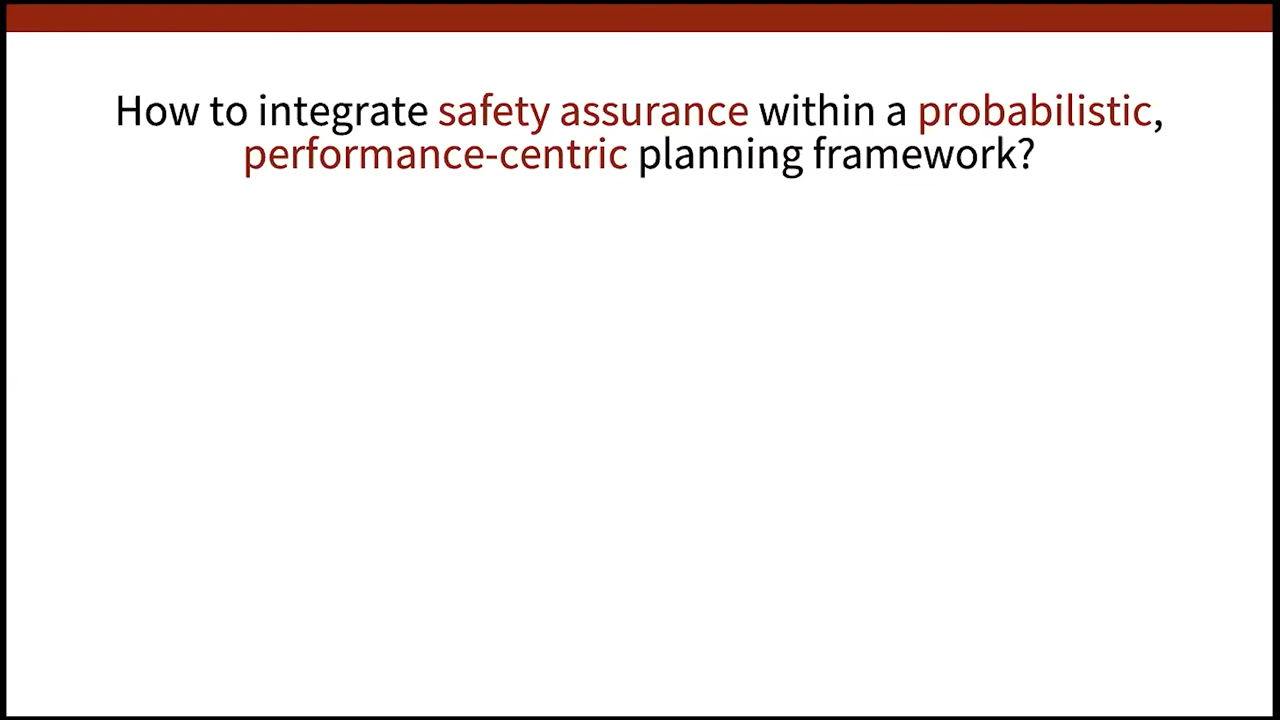 How to integrate safety assurance within a probabilistic,
performance-centric planning framework?